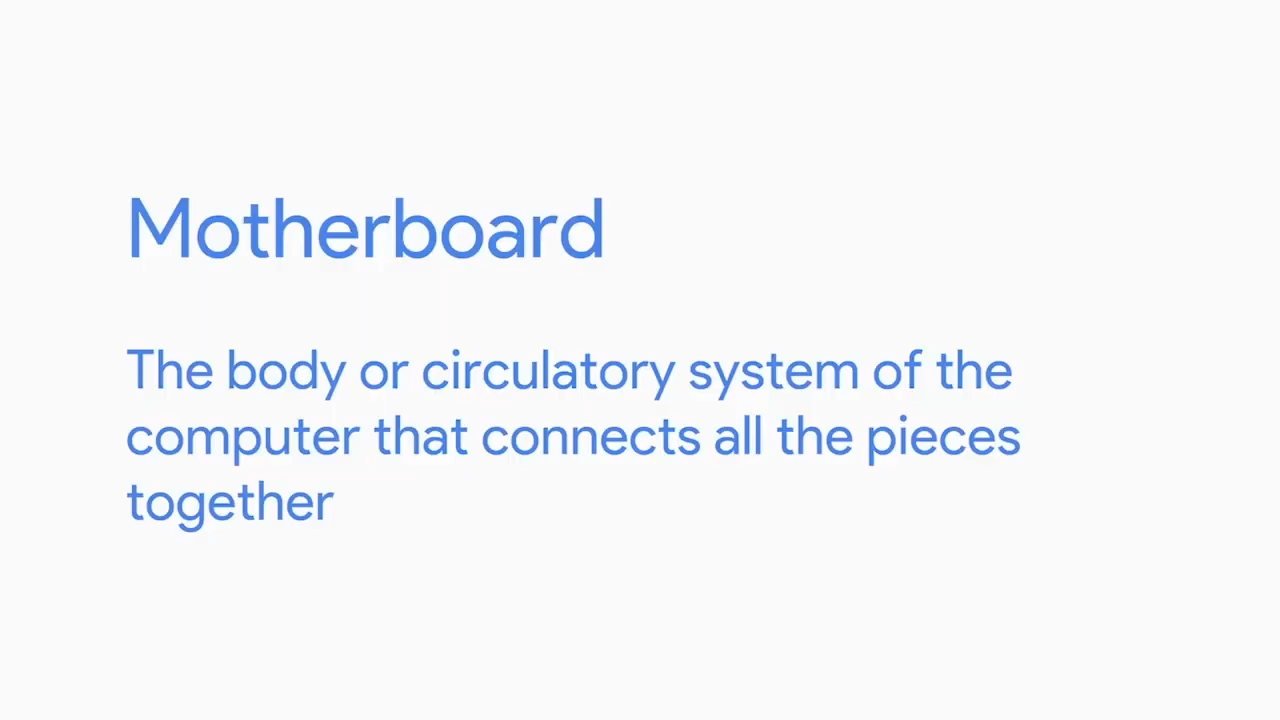 Motherboard
The body or circulatory system of the
computer that connects all the pieces
together